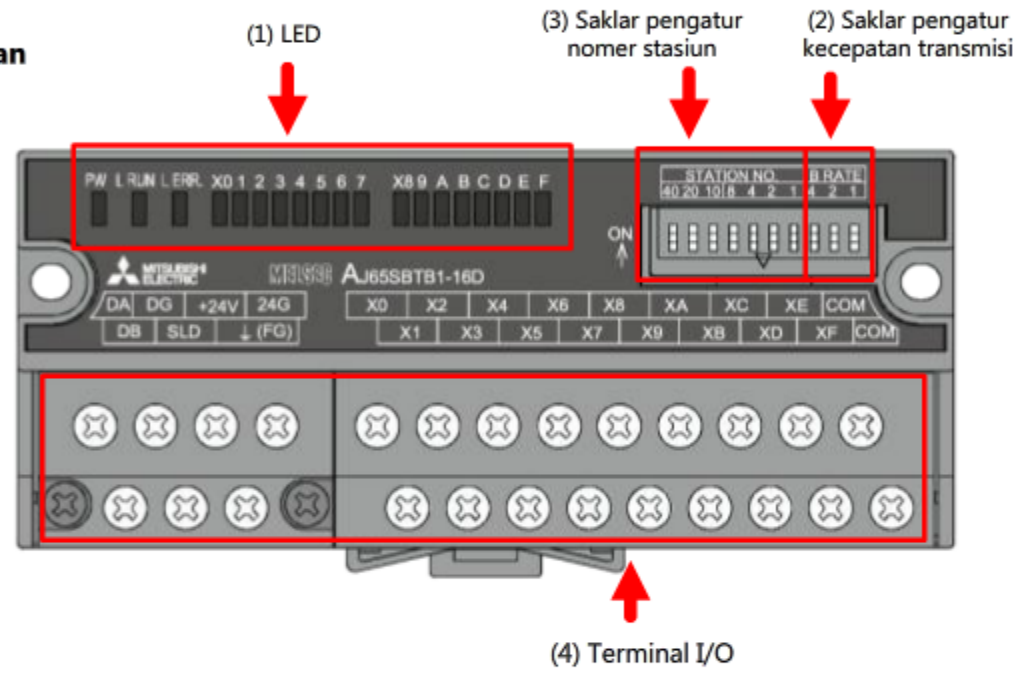 an
(1) LED
(3) Saklar pengatur
nomer stasiun
(2) Saklar pengatur
kecepatan transmisi
PW L RUN L ERR. X0 1 2 3 4 5 6 7 X8 9 A B C D E F
STATION NO. B RATE
40 20 10 8 4 2 1 4 2 1
ON
MITSUBISHI
ELECTRIC
MELSEC AJ65SBTB1-16D
DA DG +24V 24G X0 X2 X4 X6 X8 XA XC XE COM
DB SLD (FG) X1 X3 X5 X7 X9 XB XD XF COM
(4) Terminal I/O